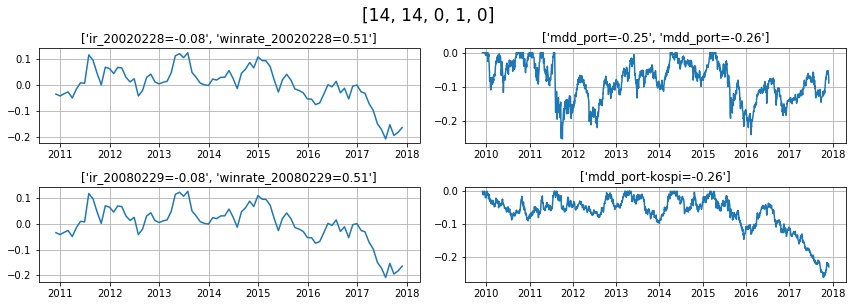 [14, 14, 0, 1, 0]
['ir_20020228=-0.08', 'winrate_20020228=0.51']
0.1
0.0
−0.1
−0.2
2011 2012 2013 2014 2015 2016 2017 2018
['mdd_port=-0.25', 'mdd_port=-0.26']
0.0
−0.1
−0.2
2010 2011 2012 2013 2014 2015 2016 2017 2018
['ir_20080229=-0.08', 'winrate_20080229=0.51']
0.1
0.0
−0.1
−0.2
2011 2012 2013 2014 2015 2016 2017 2018
['mdd_port-kospi=-0.26']
0.0
−0.1
−0.2
2010 2011 2012 2013 2014 2015 2016 2017 2018